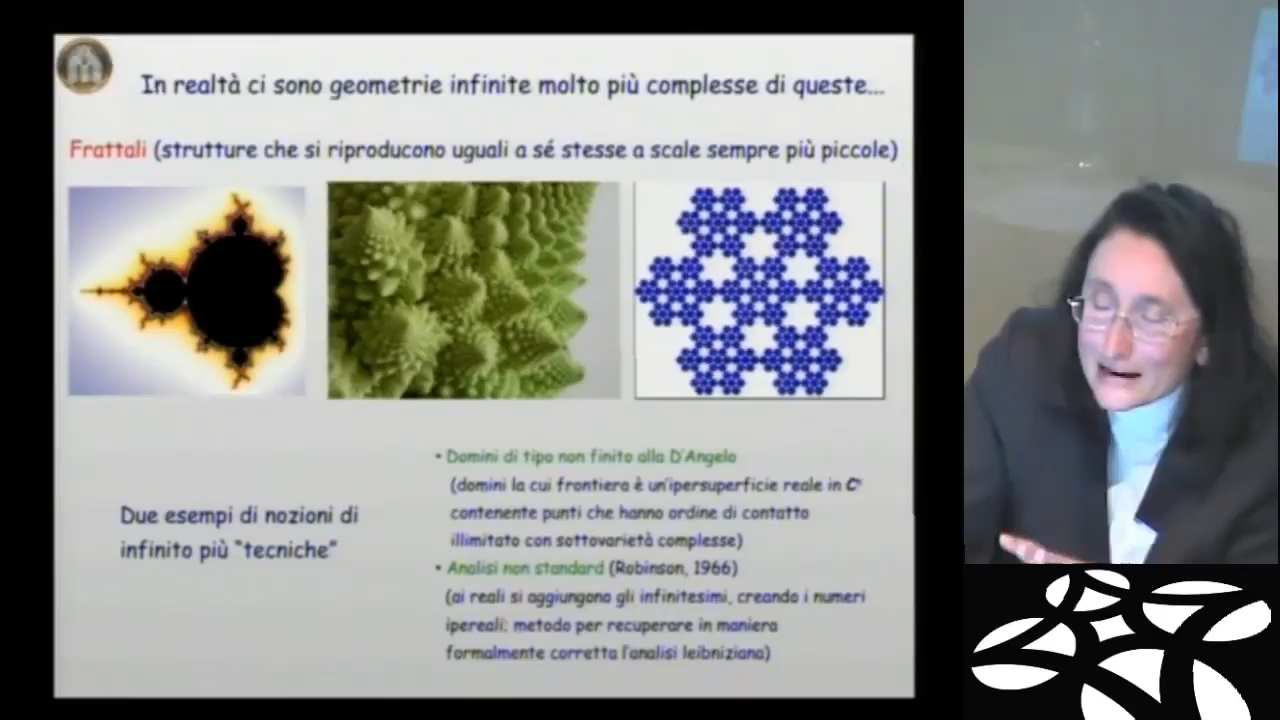 In realtà ci sono geometrie infinite molto più complesse di queste...
Frattali (strutture che si riproducono uguali a sé stesse a scale sempre più piccole)
Due esempi di nozioni di
infinito più "tecniche"
• Domini di tipo non finito alla D'Angelo
(domini la cui frontiera è un'ipersuperficie reale in
contenente punti che hanno ordine di contatto
illimitato con sottovarietà complesse)
• Analisi non standard (Robinson, 1966)
(ai reali si aggiungono gli infinitesimi, creando i numeri
ipereali: metodo per recuperare in maniera
formalmente corretta l'analisi leibniziana)